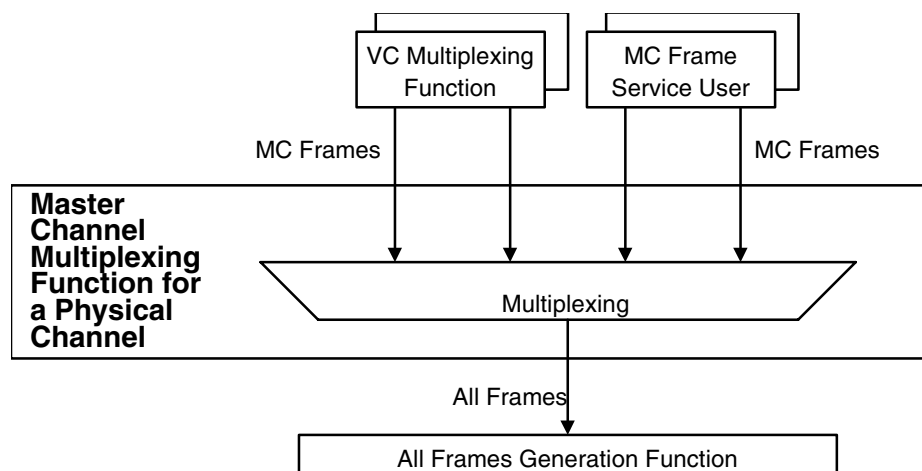 VC Multiplexing
Function
MC Frame
Service User
MC Frames
MC Frames
Master
Channel
Multiplexing
Function for
a Physical
Channel
Multiplexing
All Frames
All Frames Generation Function